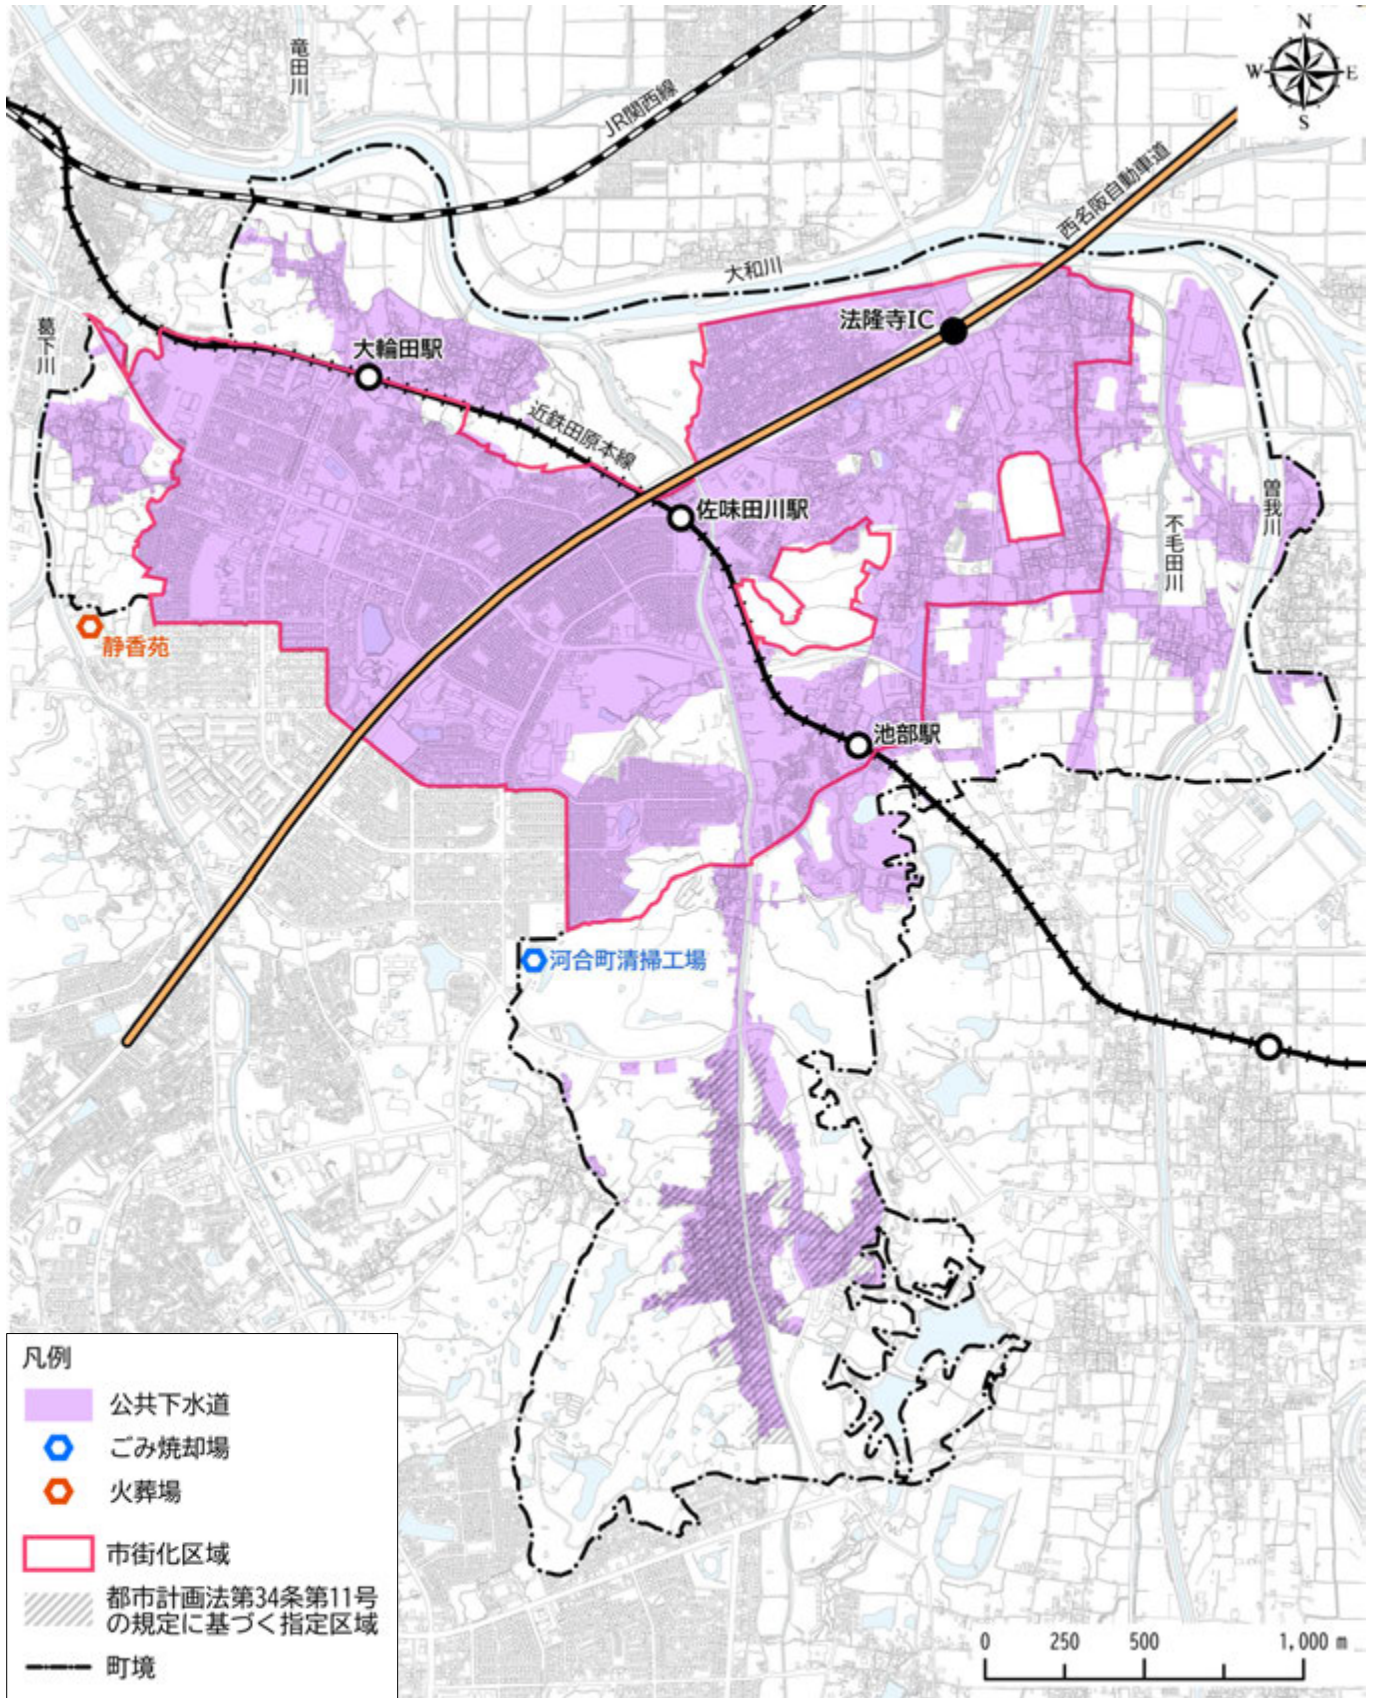 N
W
E
S
竜田川
JR関西線
西名阪自動車道
大和川
法隆寺IC
葛下川
大輪田駅
近鉄田原本線
佐味田川駅
曽我川
不毛田川
静香苑
池部駅
河合町清掃工場
凡例
公共下水道
ごみ焼却場
火葬場
市街化区域
都市計画法第34条第11号
の規定に基づく指定区域
町境
0 250 500 1,000 m